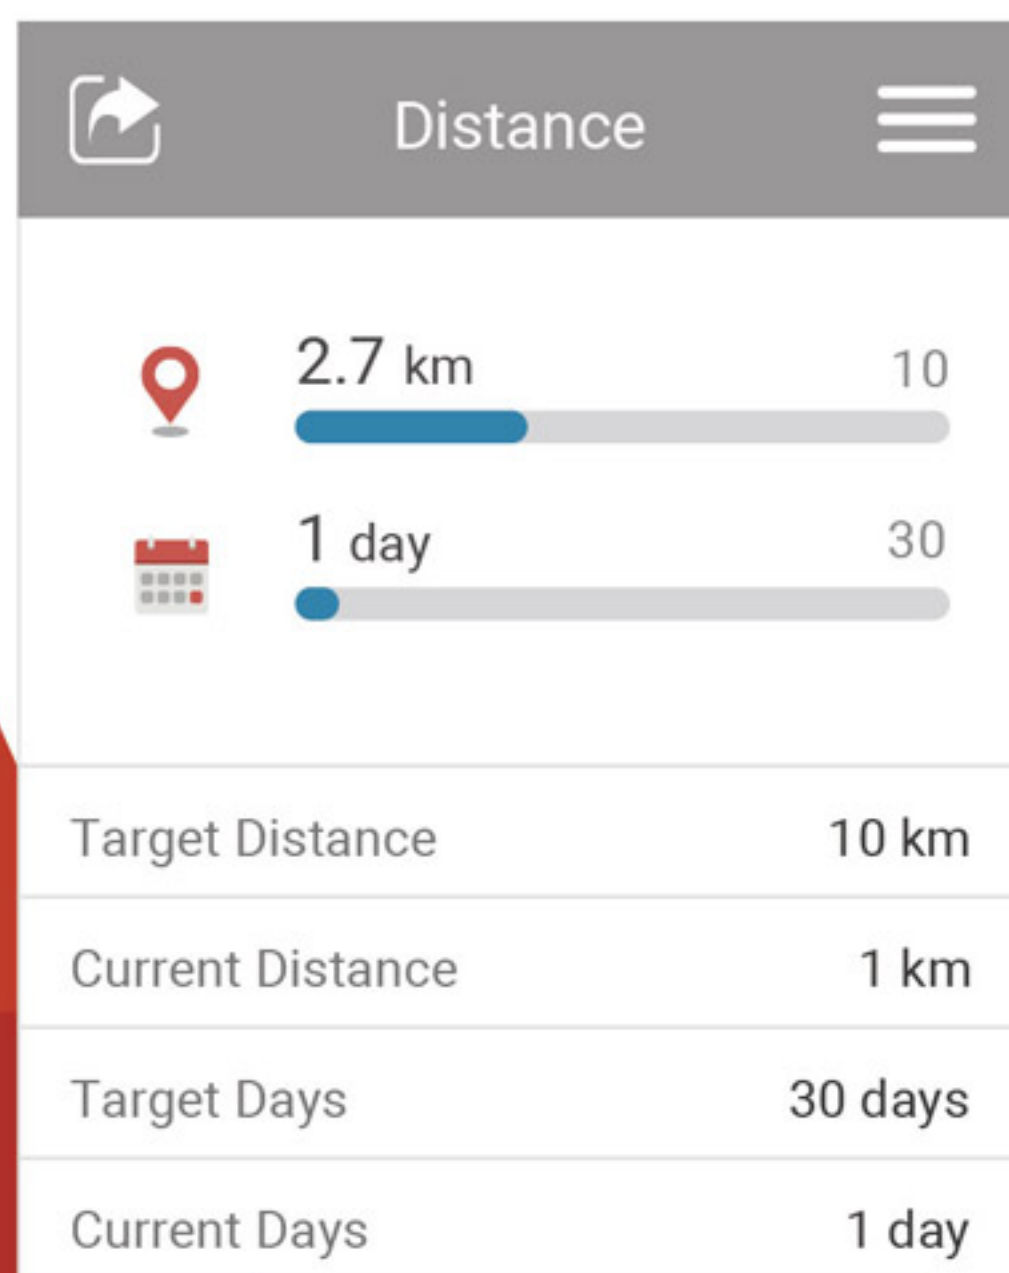 Distance
2.7 km 10
1 day 30
Target Distance 10 km
Current Distance 1 km
Target Days 30 days
Current Days 1 day